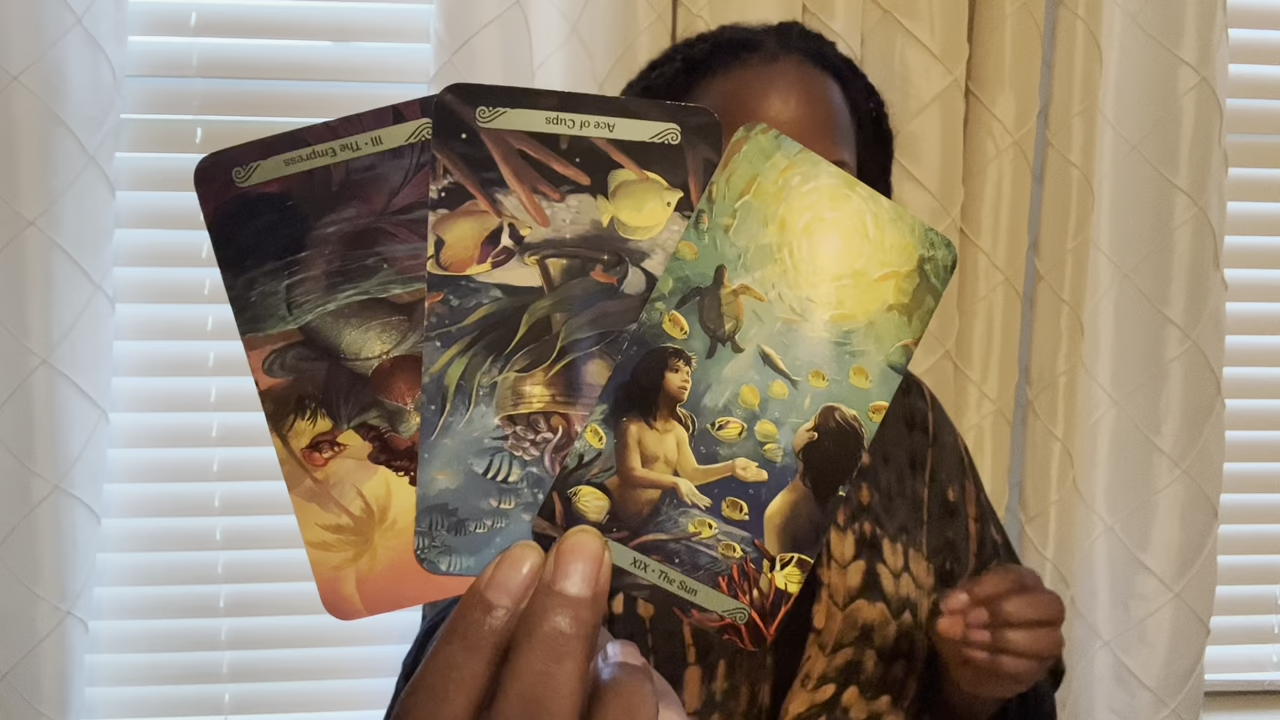 III • The Empress
Ace of Cups
XIX • The Sun